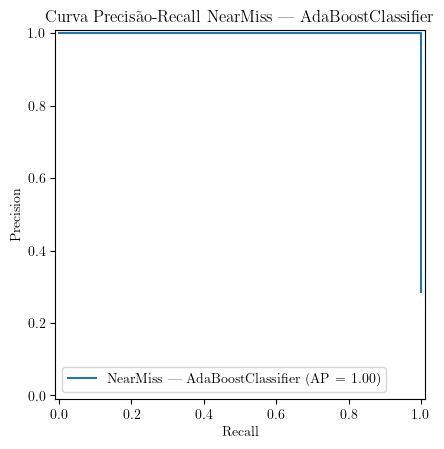 Curva Precisão-Recall NearMiss — AdaBoostClassifier
1.0
0.8
0.6
0.4
0.2
0.0
Precision
NearMiss — AdaBoostClassifier (AP = 1.00)
0.0 0.2 0.4 0.6 0.8 1.0
Recall